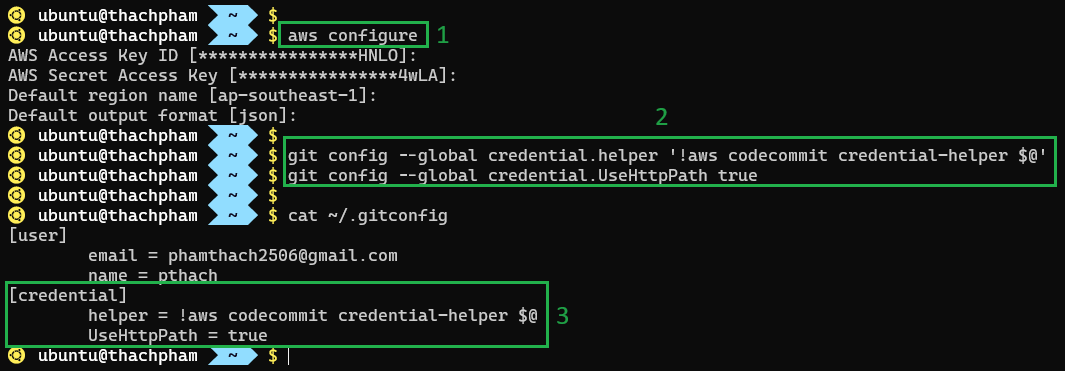 ubuntu@thachpham ~ $
ubuntu@thachpham ~ $ aws configure 1
AWS Access Key ID [****************HNLO]:
AWS Secret Access Key [****************4wLA]:
Default region name [ap-southeast-1]:
Default output format [json]:
2
ubuntu@thachpham ~ $
ubuntu@thachpham ~ $ git config --global credential.helper '!aws codecommit credential-helper $@'
ubuntu@thachpham ~ $ git config --global credential.UseHttpPath true
ubuntu@thachpham ~ $
ubuntu@thachpham ~ $ cat ~/.gitconfig
[user]
        email = phamthach2506@gmail.com
        name = pthach
[credential]
        helper = !aws codecommit credential-helper $@ 3
        UseHttpPath = true
ubuntu@thachpham ~ $